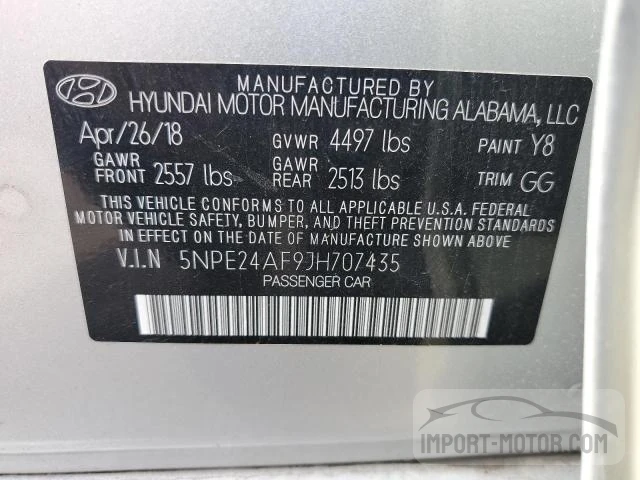 MANUFACTURED BY
HYUNDAI MOTOR MANUFACTURING ALABAMA, LLC
Apr/26/18 GVWR 4497 lbs PAINT Y8
GAWR FRONT 2557 lbs GAWR REAR 2513 lbs TRIM GG
THIS VEHICLE CONFORMS TO ALL APPLICABLE U.S.A. FEDERAL
MOTOR VEHICLE SAFETY, BUMPER, AND THEFT PREVENTION STANDARDS
IN EFFECT ON THE DATE OF MANUFACTURE SHOWN ABOVE
V.I.N 5NPE24AF9JH707435
PASSENGER CAR
IMPORT-MOTOR.COM